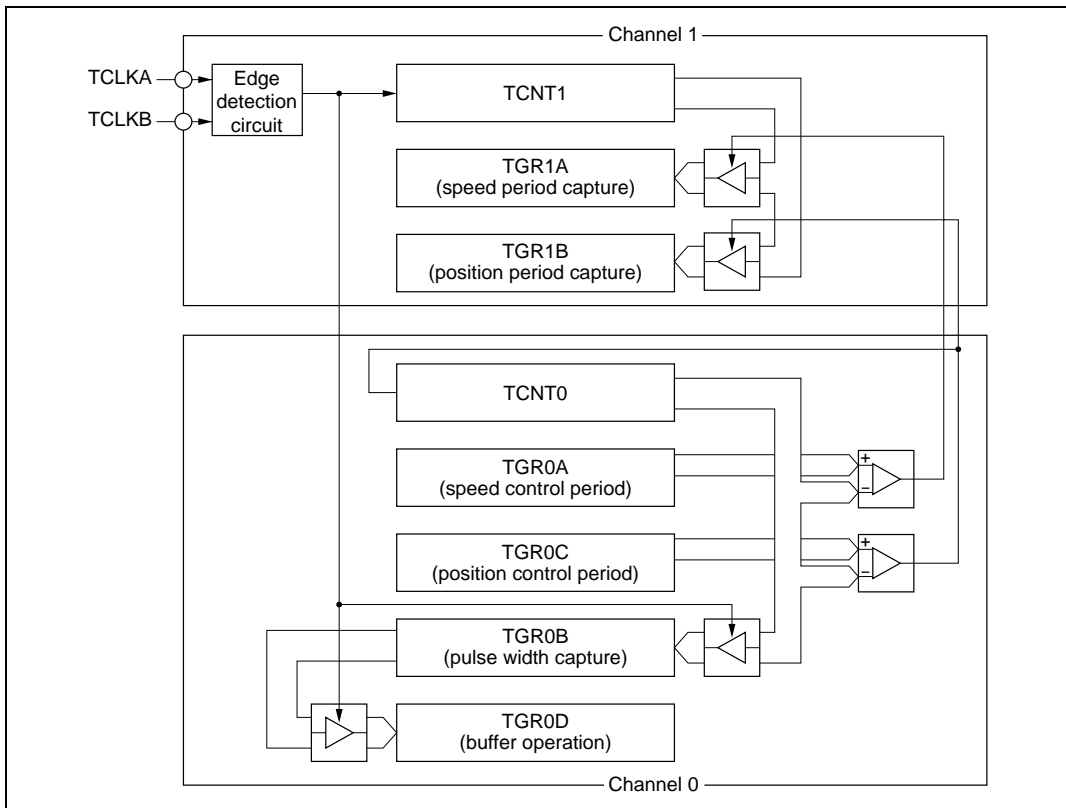 Channel 1
TCLKA
TCLKB
Edge
detection
circuit
TCNT1
TGR1A
(speed period capture)
TGR1B
(position period capture)
TCNT0
TGR0A
(speed control period)
+
−
TGR0C
(position control period)
+
−
TGR0B
(pulse width capture)
TGR0D
(buffer operation)
Channel 0